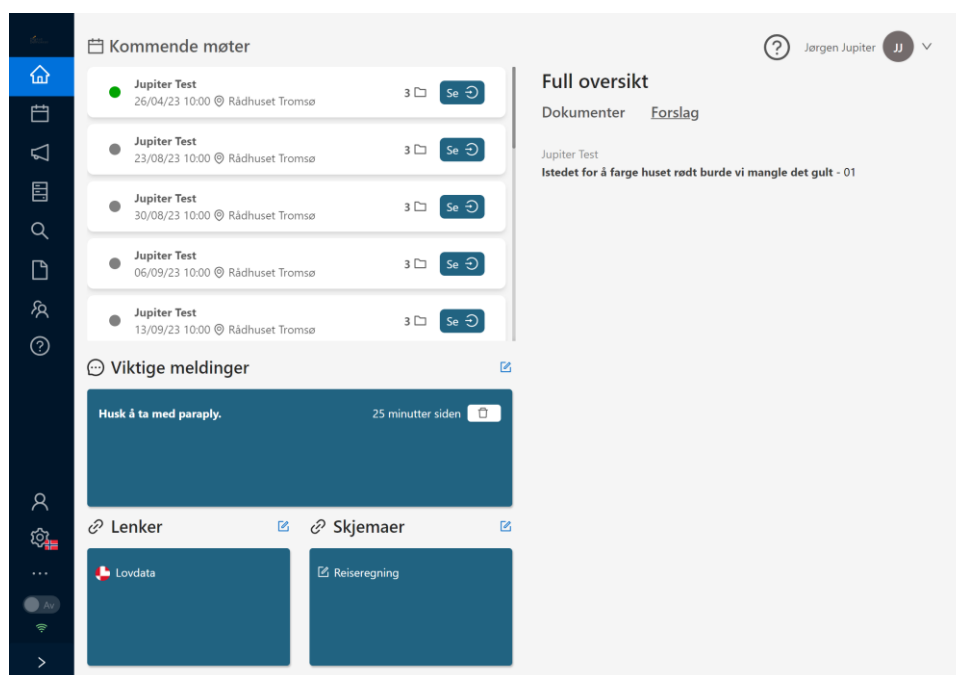 Kommende møter
Jørgen Jupiter JJ
Jupiter Test
26/04/23 10:00 Rådhuset Tromsø
3
Se
Jupiter Test
23/08/23 10:00 Rådhuset Tromsø
3
Se
Jupiter Test
30/08/23 10:00 Rådhuset Tromsø
3
Se
Jupiter Test
06/09/23 10:00 Rådhuset Tromsø
3
Se
Jupiter Test
13/09/23 10:00 Rådhuset Tromsø
3
Se
Full oversikt
Dokumenter Forslag
Jupiter Test
Istedet for å farge huset rødt burde vi mangle det gult - 01
Viktige meldinger
Husk å ta med paraply.
25 minutter siden
Lenker
Lovdata
Skjemaer
Reiseregning
Av